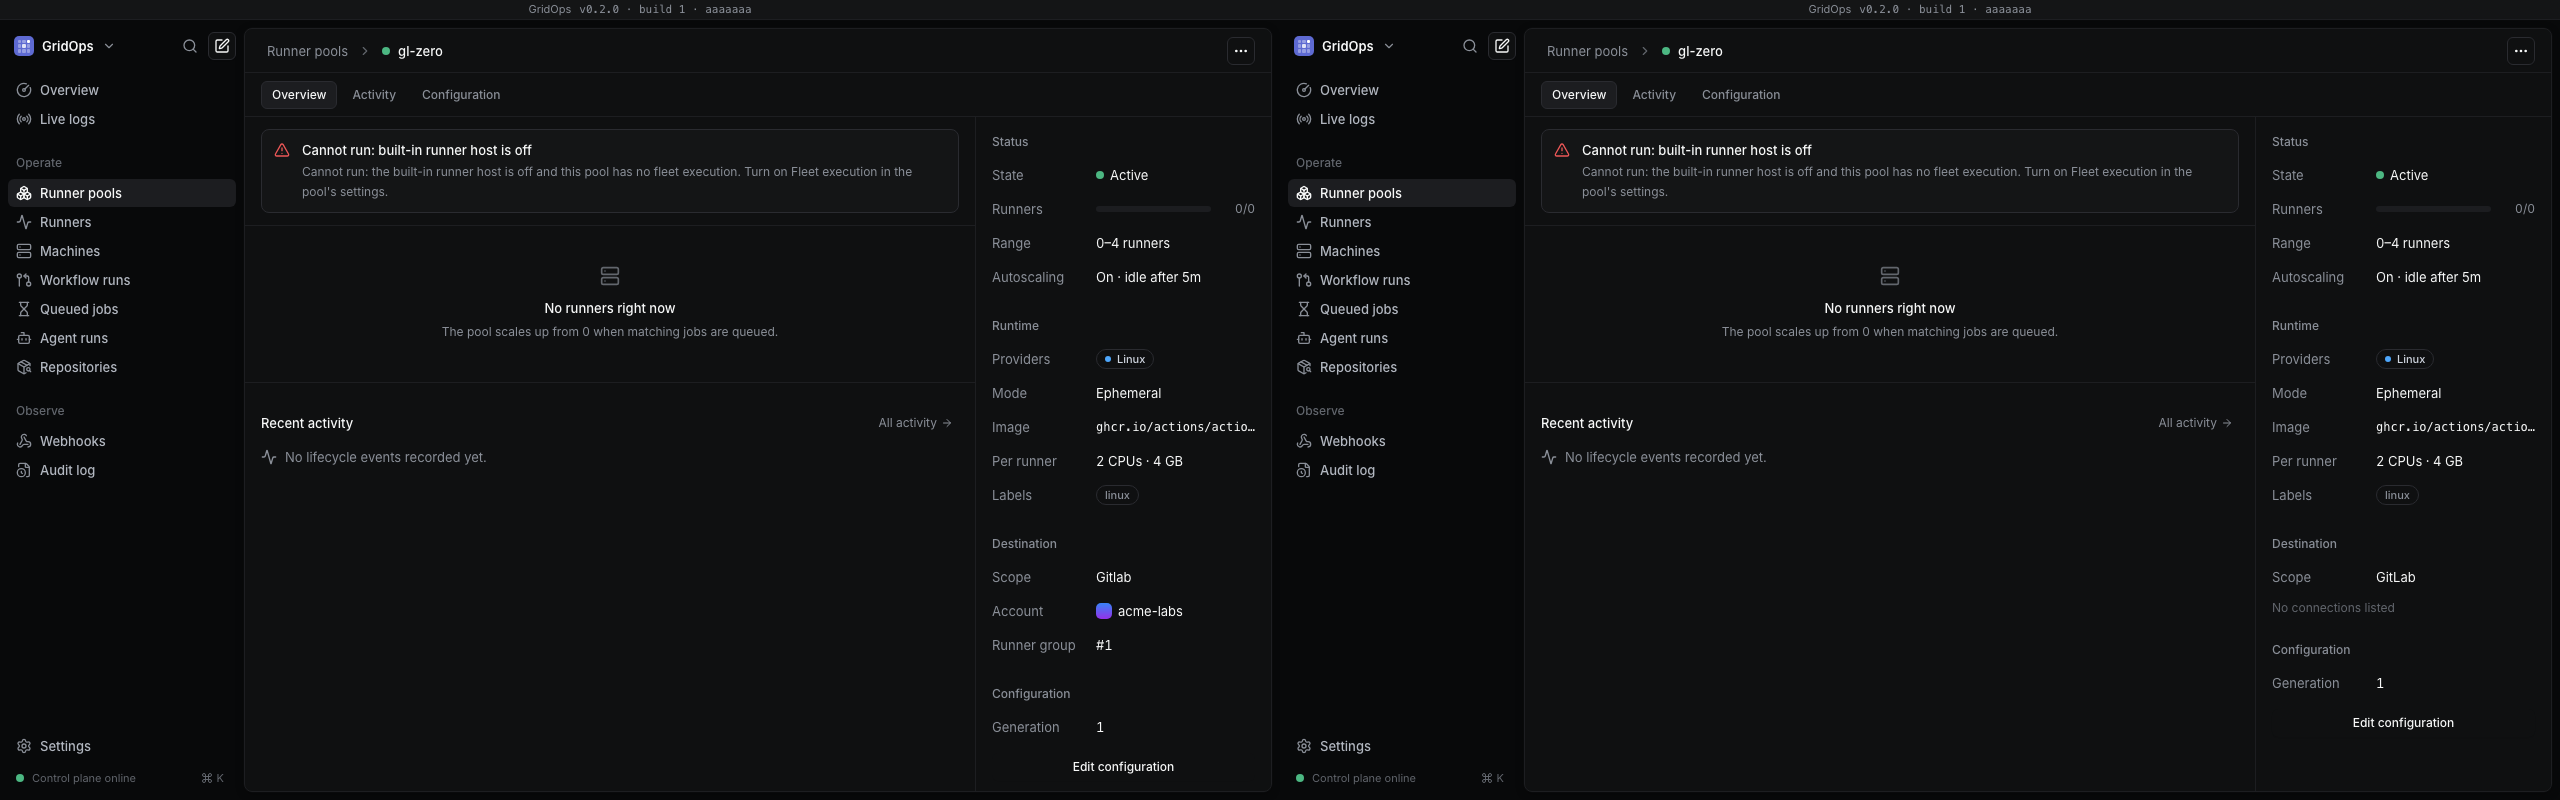 GridOps v0.2.0 · build 1 · aaaaaaa
GridOps
Overview
Live logs
Operate
Runner pools
Runners
Machines
Workflow runs
Queued jobs
Agent runs
Repositories
Observe
Webhooks
Audit log
Settings
Control plane online ⌘ K
Runner pools > gl-zero
Overview Activity Configuration
Cannot run: built-in runner host is off
Cannot run: the built-in runner host is off and this pool has no fleet execution. Turn on Fleet execution in the
pool's settings.
No runners right now
The pool scales up from 0 when matching jobs are queued.
Recent activity All activity →
No lifecycle events recorded yet.
Status
State Active
Runners 0/0
Range 0–4 runners
Autoscaling On · idle after 5m
Runtime
Providers Linux
Mode Ephemeral
Image ghcr.io/actions/actio…
Per runner 2 CPUs · 4 GB
Labels linux
Destination
Scope Gitlab
Account acme-labs
Runner group #1
Configuration
Generation 1
Edit configuration
GridOps v0.2.0 · build 1 · aaaaaaa
GridOps
Overview
Live logs
Operate
Runner pools
Runners
Machines
Workflow runs
Queued jobs
Agent runs
Repositories
Observe
Webhooks
Audit log
Settings
Control plane online ⌘ K
Runner pools > gl-zero
Overview Activity Configuration
Cannot run: built-in runner host is off
Cannot run: the built-in runner host is off and this pool has no fleet execution. Turn on Fleet execution in the
pool's settings.
No runners right now
The pool scales up from 0 when matching jobs are queued.
Recent activity All activity →
No lifecycle events recorded yet.
Status
State Active
Runners 0/0
Range 0–4 runners
Autoscaling On · idle after 5m
Runtime
Providers Linux
Mode Ephemeral
Image ghcr.io/actions/actio…
Per runner 2 CPUs · 4 GB
Labels linux
Destination
Scope GitLab
No connections listed
Configuration
Generation 1
Edit configuration